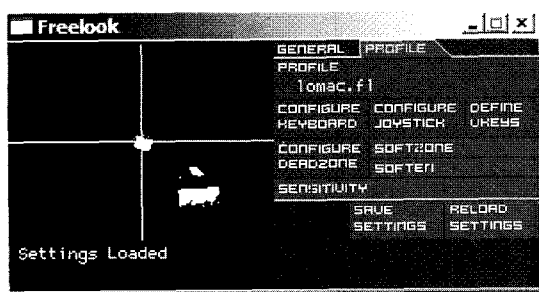 Freelook
GENERAL PROFILE
PROFILE
lomac.fl
CONFIGURE KEYBOARD
CONFIGURE JOYSTICK
DEFINE VKEYS
CONFIGURE DEADZONE
SOFTZONE
SOFTEN
SENSITIVITY
SAVE SETTINGS
RELOAD SETTINGS
Settings Loaded